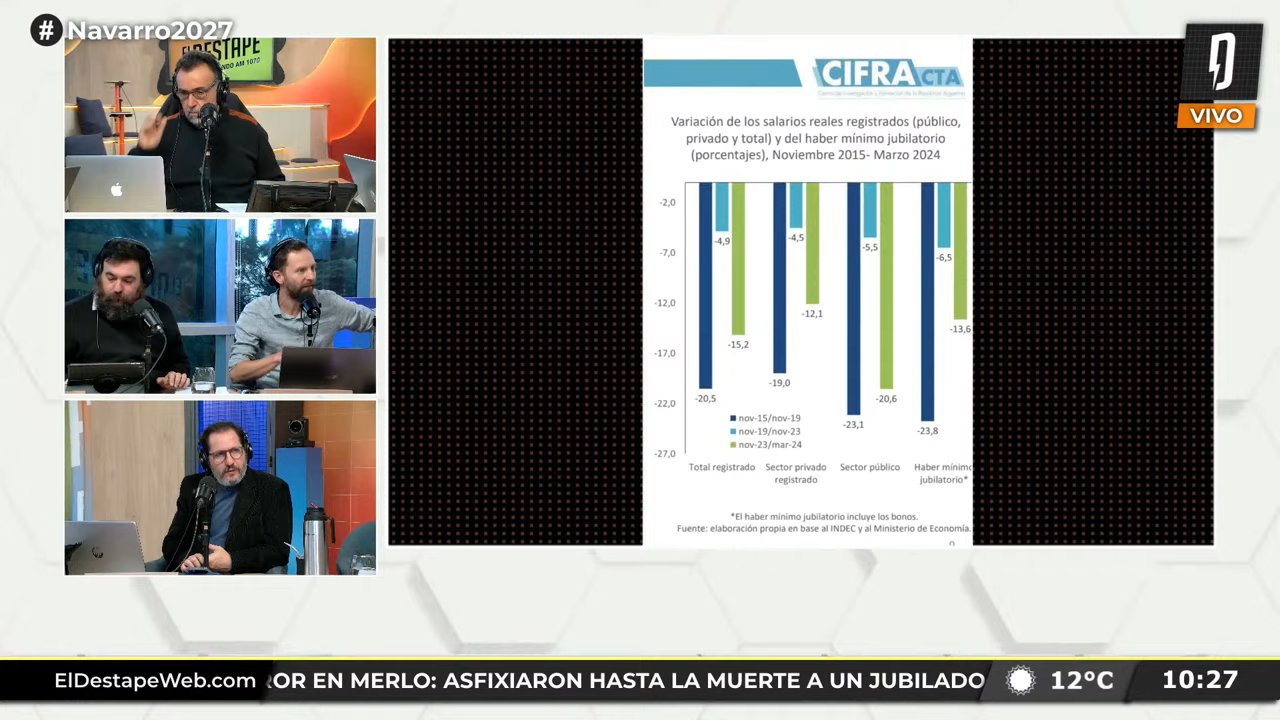 # Navarro2027
EL DESTAPE
VIVO
CIFRA CTA
Variación de los salarios reales registrados (público,
privado y total) y del haber mínimo jubilatorio
(porcentajes), Noviembre 2015- Marzo 2024
-2,0
-7,0
-12,0
-17,0
-22,0
-27,0
-20,5
-4,9
-15,2
-19,0
-4,5
-12,1
-23,1
-5,5
-20,6
-23,8
-6,5
-13,6
nov-15/nov-19
nov-19/nov-23
nov-23/mar-24
Total registrado
Sector privado
registrado
Sector público
Haber mínimo
jubilatorio*
*El haber mínimo jubilatorio incluye los bonos.
Fuente: elaboración propia en base al INDEC y al Ministerio de Economía.
ElDestapeWeb.com
ROR EN MERLO: ASFIXIARON HASTA LA MUERTE A UN JUBILADO
12°C
10:27